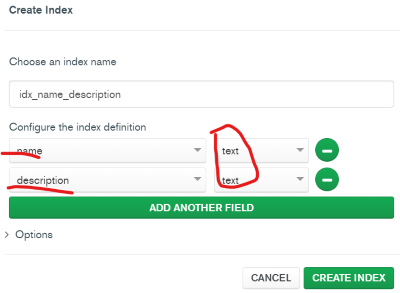 Create Index
Choose an index name
idx_name_description
Configure the index definition
name text
description text
ADD ANOTHER FIELD
Options
CANCEL CREATE INDEX